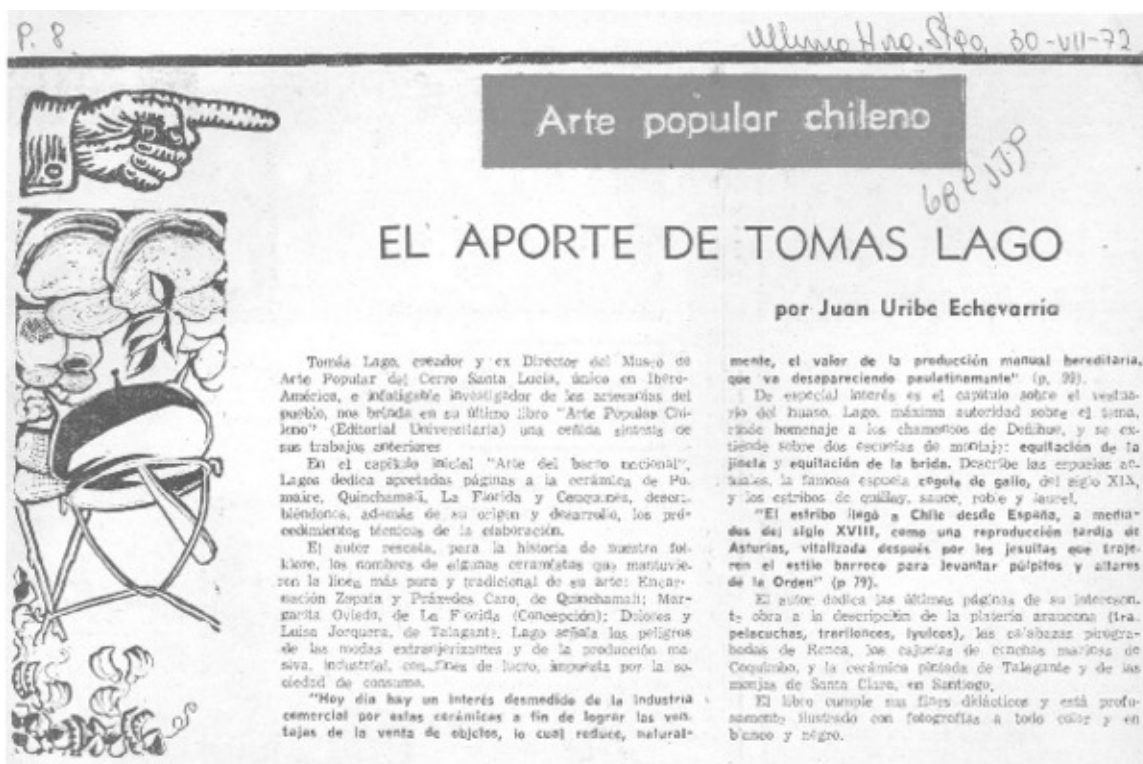 P. 8
Ultima Hra, Stgo, 30-VII-72
Arte popular chileno
EL APORTE DE TOMAS LAGO
por Juan Uribe Echevarría
Tomás Lago, creador y ex Director del Museo de
Arte Popular del Cerro Santa Lucía, único en Ibero-
América, e infatigable investigador de las artesanías del
pueblo, nos brinda en su último libro "Arte Popular Chi-
leno" (Editorial Universitaria) una ceñida síntesis de
sus trabajos anteriores
En el capítulo inicial "Arte del barro nacional",
Lagos dedica apretadas páginas a la cerámica de Po-
maire, Quinchamalí, La Florida y Cauquenes, descri-
biéndonos, además de su origen y desarrollo, los pro-
cedimientos técnicos de la elaboración.
El autor rescata, para la historia de nuestro fol-
klore, los nombres de algunas ceramistas que mantuvie-
ron la línea más pura y tradicional de su arte: Encar-
nación Zapata y Práxedes Caro, de Quinchamalí; Mar-
garita Oviedo, de La Florida (Concepción); Dolores y
Luisa Jorquera, de Talagante. Lago señala los peligros
de las modas extranjerizantes y de la producción ma-
siva, industrial, con fines de lucro, impuesta por la so-
ciedad de consumo.
"Hoy día hay un interés desmedido de la industria
comercial por estas cerámicas a fin de lograr las ven-
tajas de la venta de objetos, lo cual reduce, natural-
mente, el valor de la producción manual hereditaria,
que va desapareciendo paulatinamente" (p. 99).
De especial interés es el capítulo sobre el vestua-
rio del huaso. Lago, máxima autoridad sobre el tema,
rinde homenaje a los chamantos de Doñihue, y se ex-
tiende sobre dos escuelas de montaje: equitación de la
jineta y equitación de la brida. Describe las espuelas ac-
tuales, la famosa espuela cogote de gallo, del siglo XIX,
y los estribos de quillay, sauce, roble y laurel.
"El estribo llegó a Chile desde España, a media-
dos del siglo XVIII, como una reproducción tardía de
Asturias, vitalizada después por los jesuitas que traje-
ron el estilo barroco para levantar púlpitos y altares
de la Orden" (p 79).
El autor dedica las últimas páginas de su interesan-
te obra a la descripción de la platería araucana (tra
pelacuchas, trarilonces, lyulcos), las calabazas pirogra-
badas de Renca, las cajuelas de conchas marinas de
Coquimbo, y la cerámica pintada de Talagante y de las
monjas de Santa Clara, en Santiago.
El libro cumple sus fines didácticos y está profu-
samente ilustrado con fotografías a todo color y en
blanco y negro.